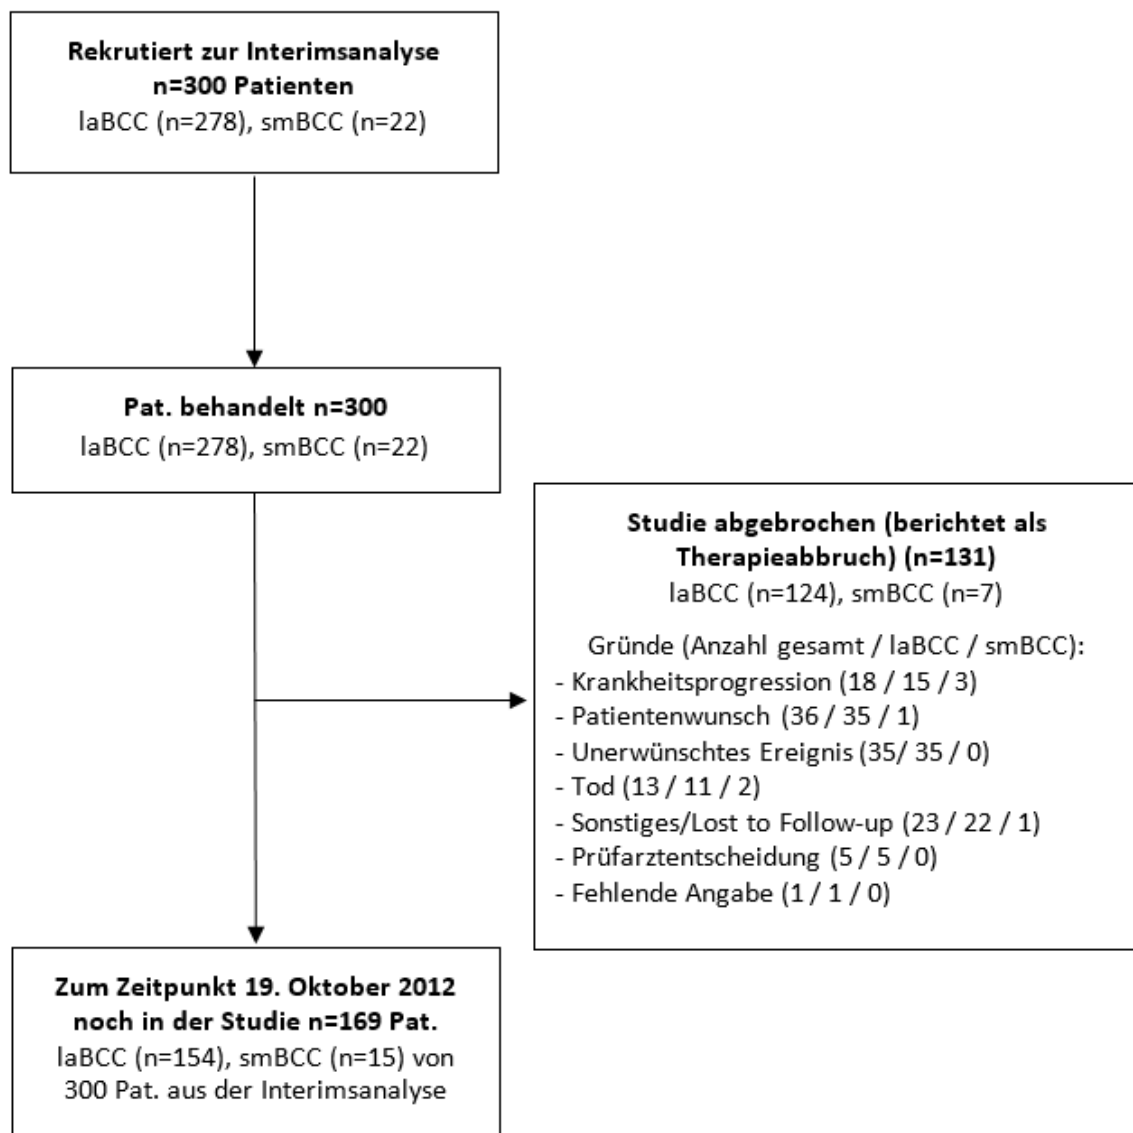 Rekrutiert zur Interimsanalyse
n=300 Patienten
laBCC (n=278), smBCC (n=22)
Pat. behandelt n=300
laBCC (n=278), smBCC (n=22)
Studie abgebrochen (berichtet als
Therapieabbruch) (n=131)
laBCC (n=124), smBCC (n=7)
Gründe (Anzahl gesamt / laBCC / smBCC):
- Krankheitsprogression (18 / 15 / 3)
- Patientenwunsch (36 / 35 / 1)
- Unerwünschtes Ereignis (35/ 35 / 0)
- Tod (13 / 11 / 2)
- Sonstiges/Lost to Follow-up (23 / 22 / 1)
- Prüfarztentscheidung (5 / 5 / 0)
- Fehlende Angabe (1 / 1 / 0)
Zum Zeitpunkt 19. Oktober 2012
noch in der Studie n=169 Pat.
laBCC (n=154), smBCC (n=15) von
300 Pat. aus der Interimsanalyse